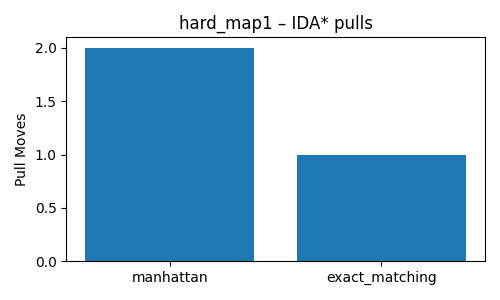 hard_map1 – IDA* pulls
Pull Moves
2.0
1.5
1.0
0.5
0.0
manhattan
exact_matching